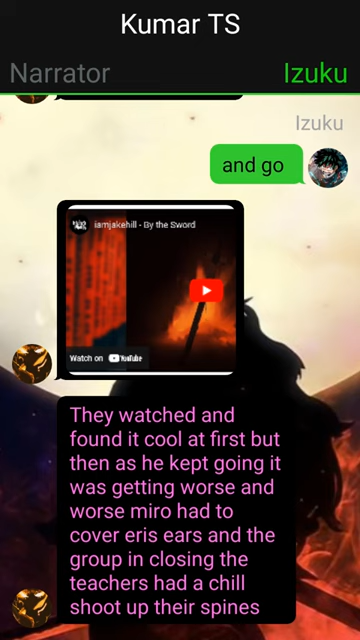 Kumar TS
Narrator
Izuku
Izuku
and go
iamjakehill - By the Sword
Watch on YouTube
They watched and
found it cool at first but
then as he kept going it
was getting worse and
worse miro had to
cover eris ears and the
group in closing the
teachers had a chill
shoot up their spines